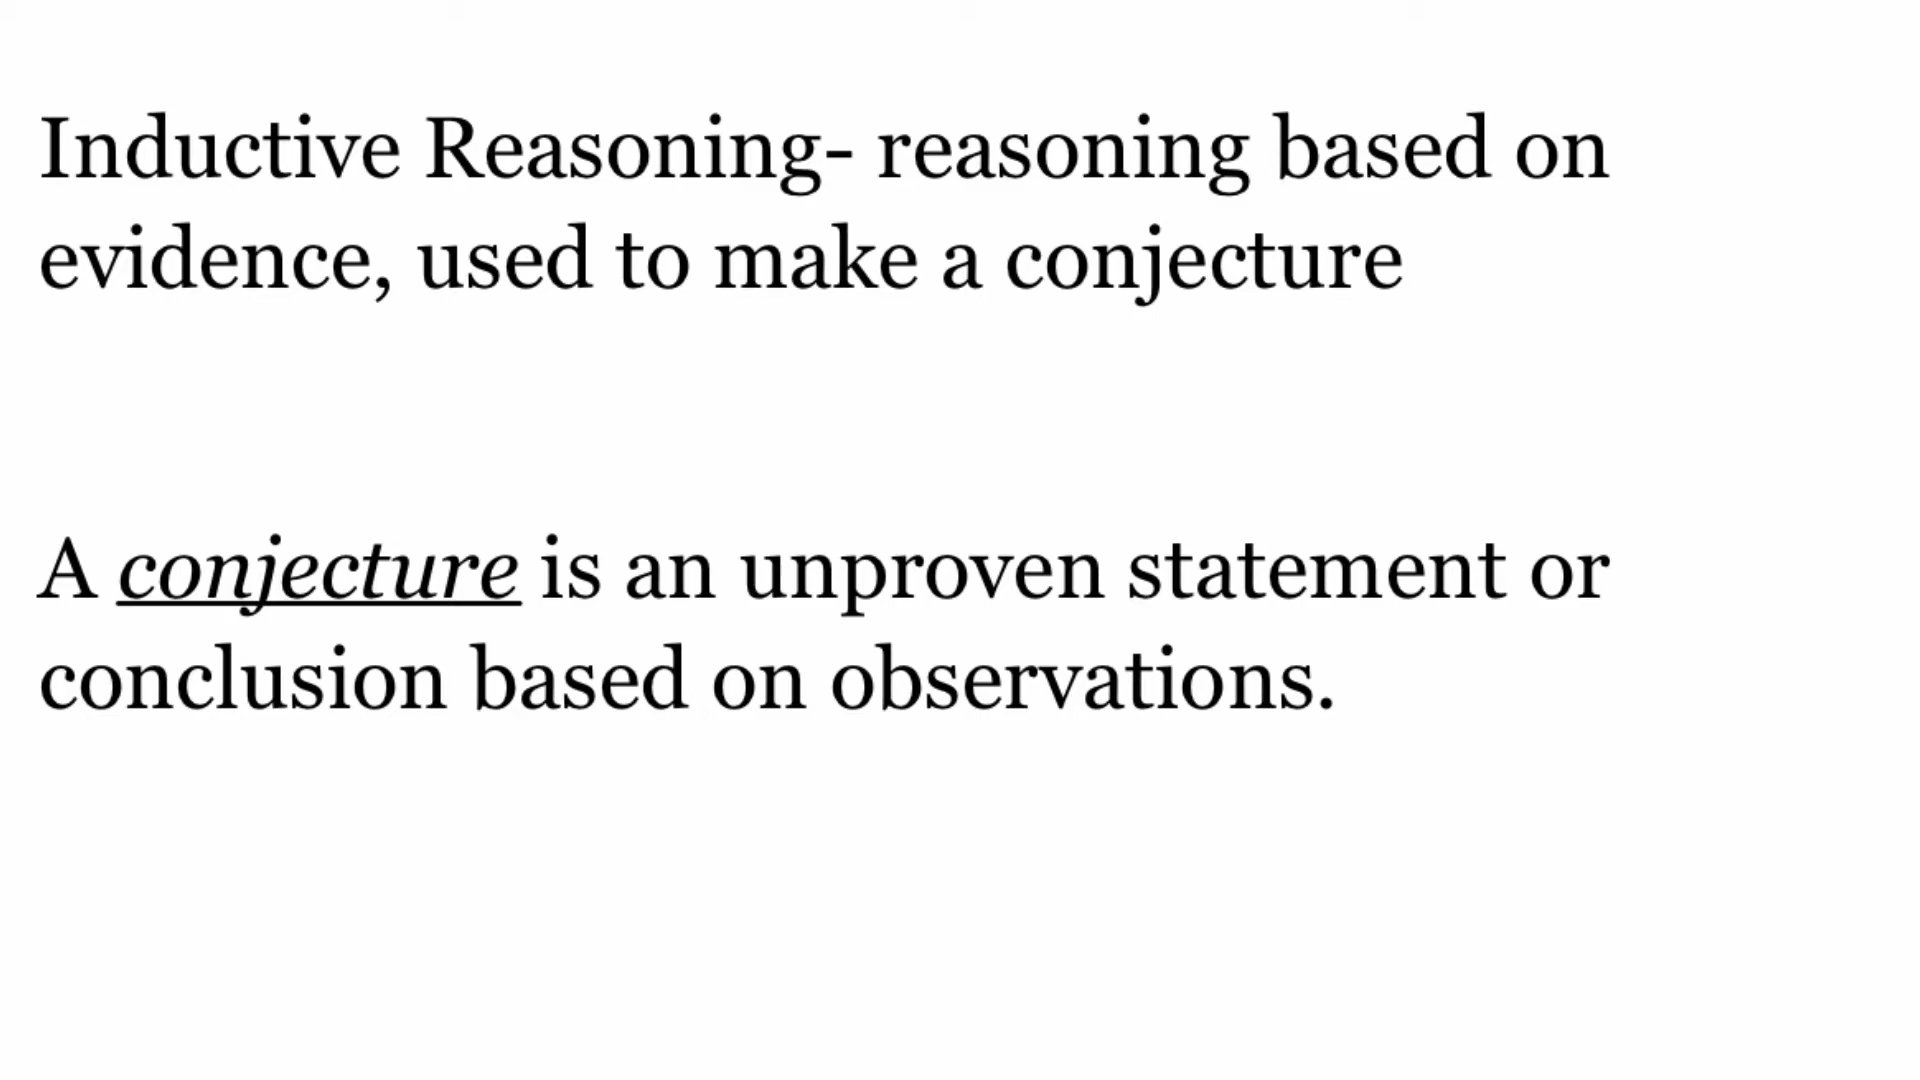 Inductive Reasoning- reasoning based on
evidence, used to make a conjecture
A conjecture is an unproven statement or
conclusion based on observations.